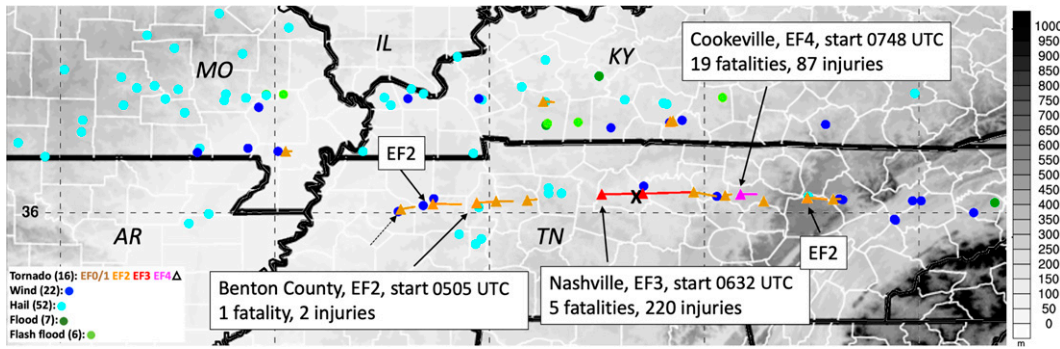 IL
KY
MO
AR
TN
36
Cookeville, EF4, start 0748 UTC
19 fatalities, 87 injuries
EF2
X
EF2
Benton County, EF2, start 0505 UTC
1 fatality, 2 injuries
Nashville, EF3, start 0632 UTC
5 fatalities, 220 injuries
Tornado (16): EF0/1 EF2 EF3 EF4
Wind (22):
Hail (52):
Flood (7):
Flash flood (6):
1000
950
900
850
800
750
700
650
600
550
500
450
400
350
300
250
200
150
100
50
0
m